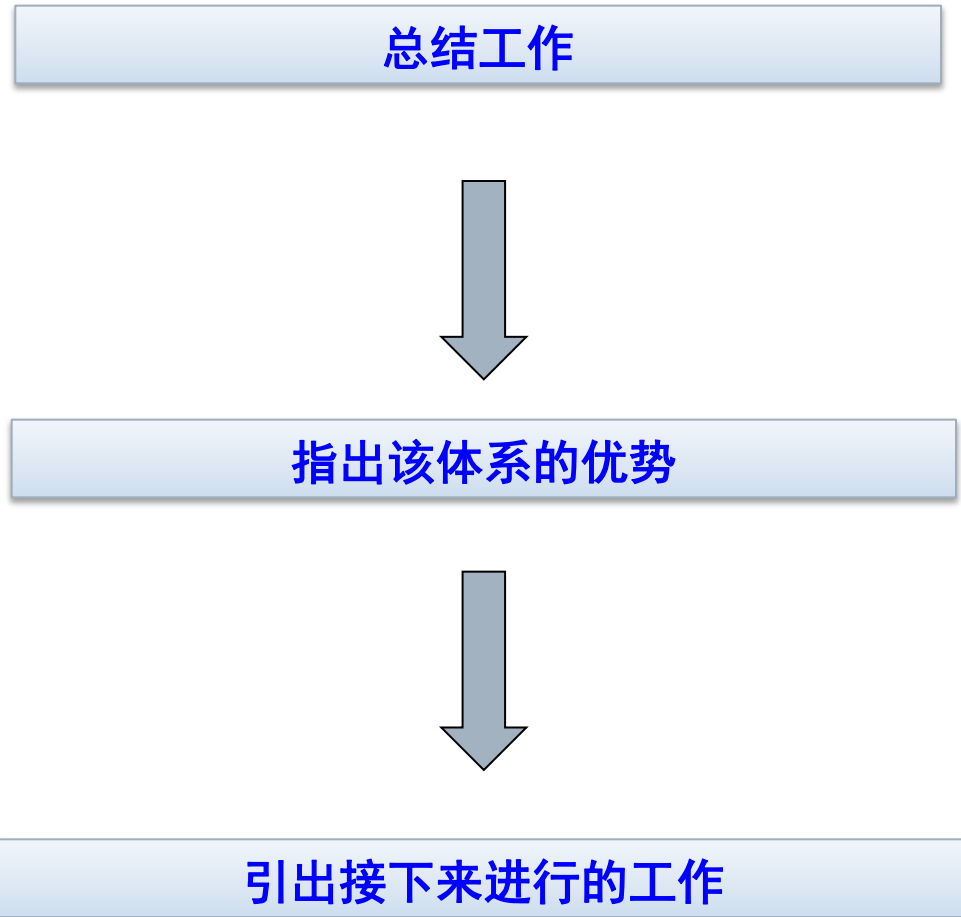 总结工作
指出该体系的优势
引出接下来进行的工作